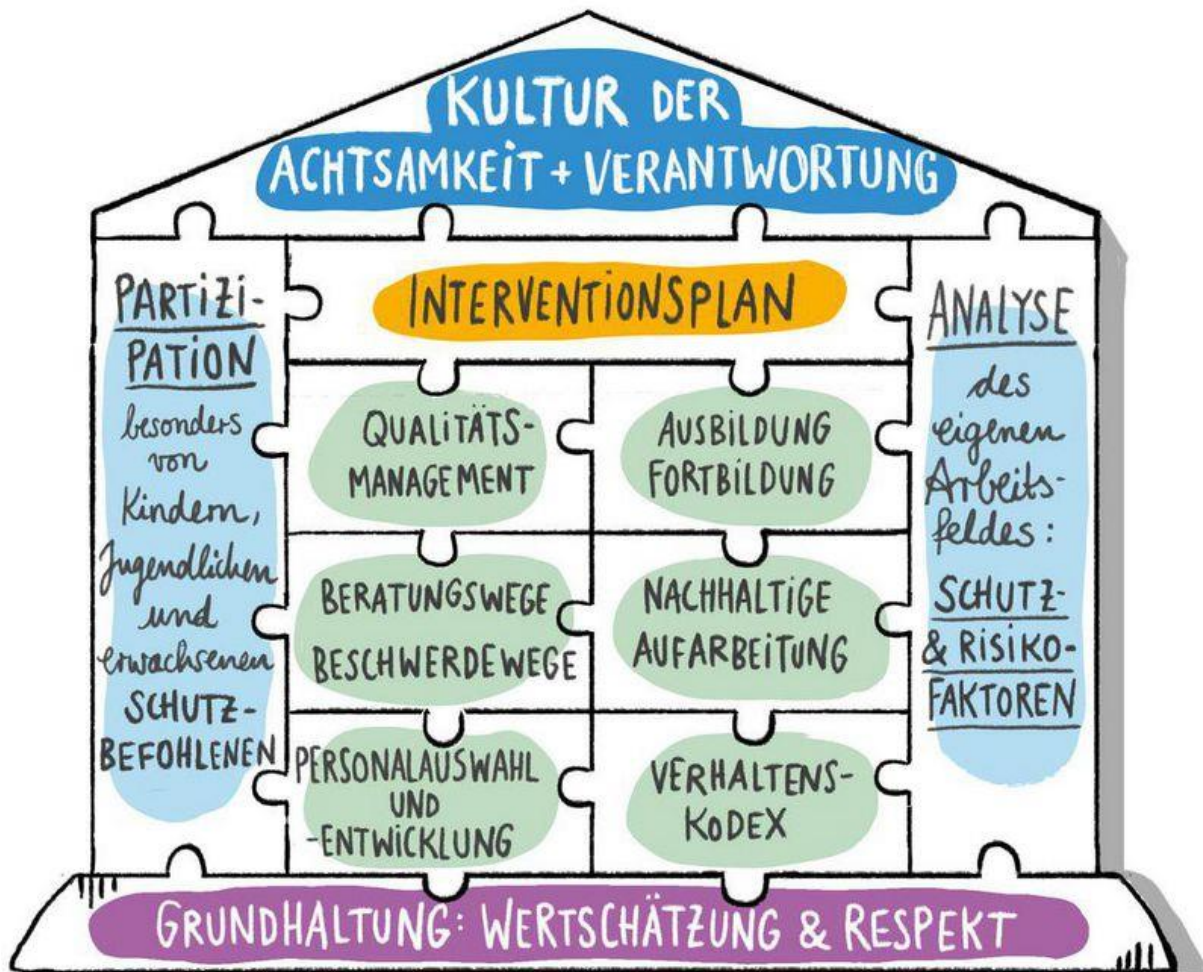 KULTUR DER
ACHTSAMKEIT + VERANTWORTUNG
PARTIZI-
PATION
besonders
von
Kindern,
Jugendlichen
und
erwachsenen
SCHUTZ-
BEFOHLENEN
INTERVENTIONSPLAN
QUALITÄTS-
MANAGEMENT
AUSBILDUNG
FORTBILDUNG
BERATUNGSWEGE
BESCHWERDEWEGE
NACHHALTIGE
AUFARBEITUNG
PERSONALAUSWAHL
UND
-ENTWICKLUNG
VERHALTENS-
KODEX
ANALYSE
des
eigenen
Arbeits-
feldes:
SCHUTZ-
& RISIKO-
FAKTOREN
GRUNDHALTUNG: WERTSCHÄTZUNG & RESPEKT